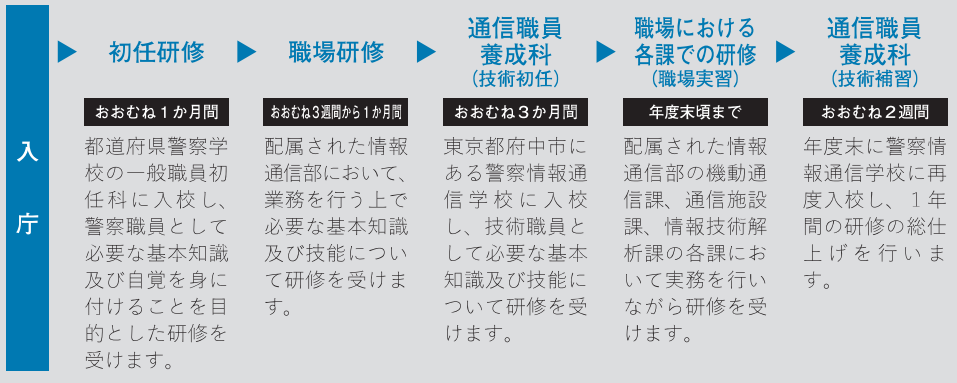 入庁
初任研修
おおむね1か月間
都道府県警察学
校の一般職員初
任科に入校し、
警察職員として
必要な基本知識
及び自覚を身に
付けることを目
的とした研修を
受けます。
職場研修
おおむね3週間から1か月間
配属された情報
通信部において、
業務を行う上で
必要な基本知識
及び技能につい
て研修を受けま
す。
通信職員
養成科
(技術初任)
おおむね3か月間
東京都府中市に
ある警察情報通
信学校に入校
し、技術職員と
して必要な基本
知識及び技能に
ついて研修を受
けます。
職場における
各課での研修
(職場実習)
年度末頃まで
配属された情報
通信部の機動通
信課、通信施設
課、情報技術解
析課の各課にお
いて実務を行い
ながら研修を受
けます。
通信職員
養成科
(技術補習)
おおむね2週間
年度末に警察情
報通信学校に再
度入校し、1年
間の研修の総仕
上げを行いま
す。